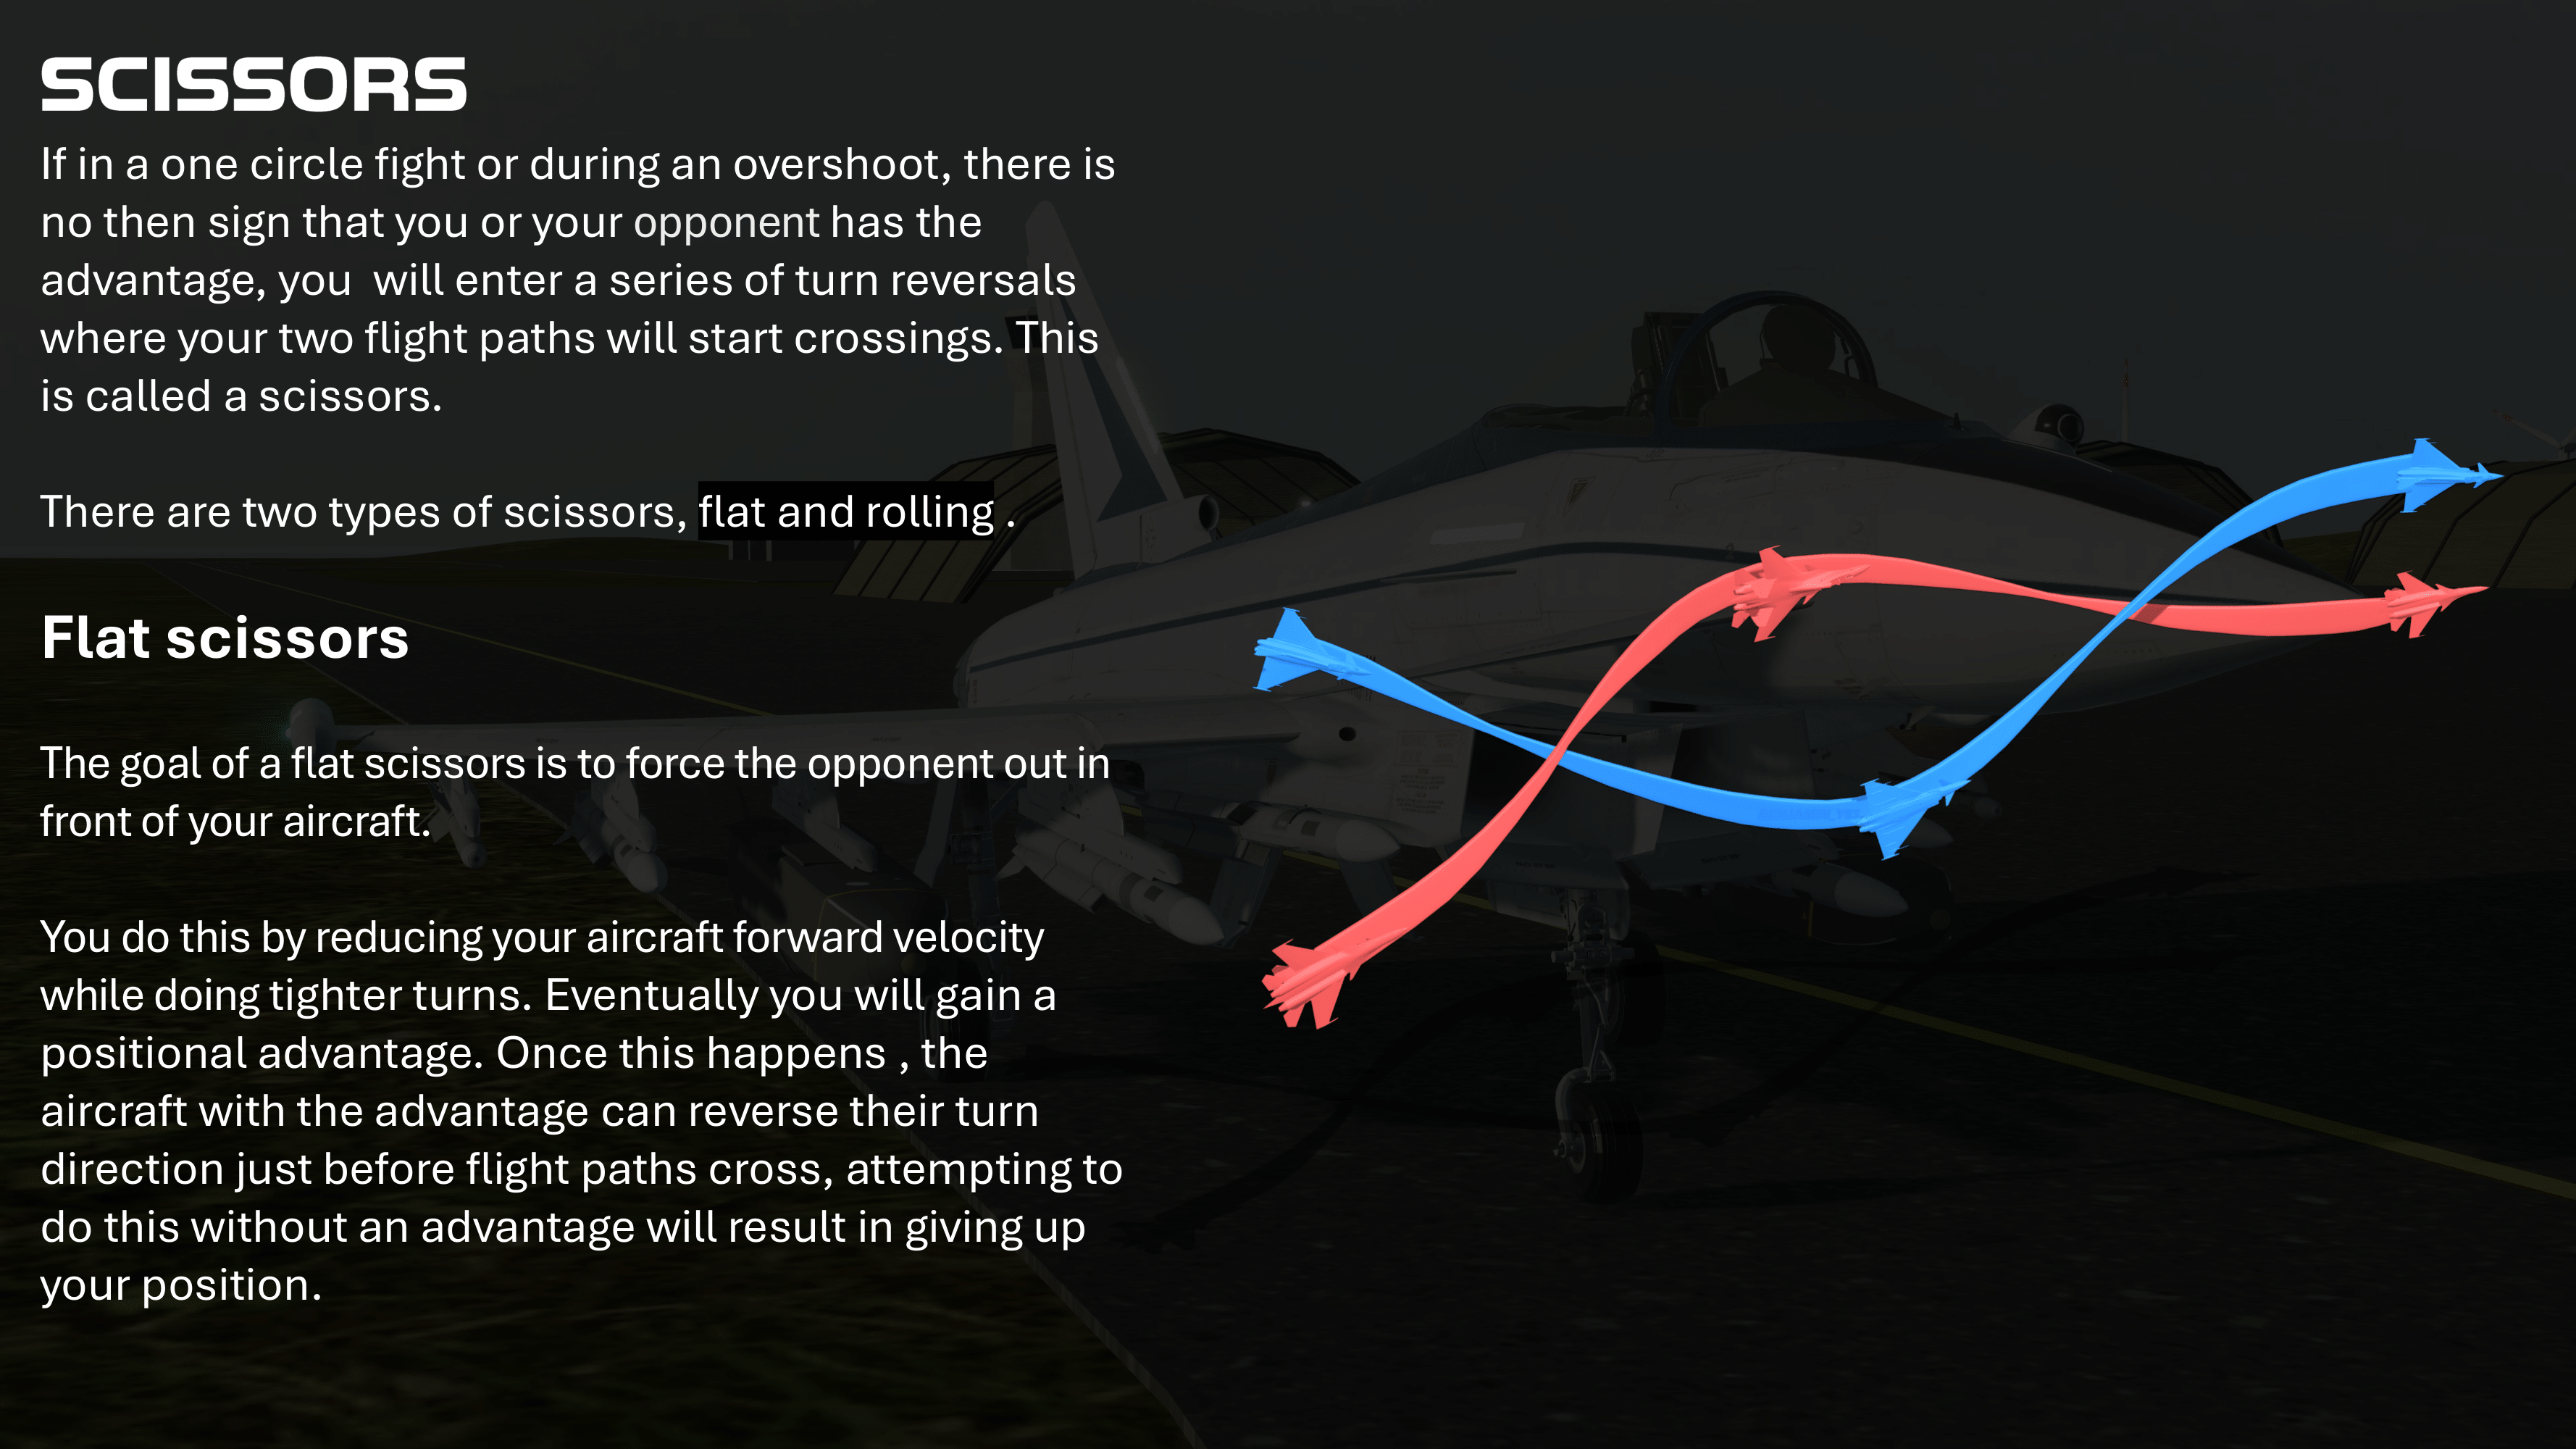 SCISSORS
If in a one circle fight or during an overshoot, there is
no then sign that you or your opponent has the
advantage, you  will enter a series of turn reversals
where your two flight paths will start crossings. This
is called a scissors.
There are two types of scissors, flat and rolling .
Flat scissors
The goal of a flat scissors is to force the opponent out in
front of your aircraft.
You do this by reducing your aircraft forward velocity
while doing tighter turns. Eventually you will gain a
positional advantage. Once this happens , the
aircraft with the advantage can reverse their turn
direction just before flight paths cross, attempting to
do this without an advantage will result in giving up
your position.